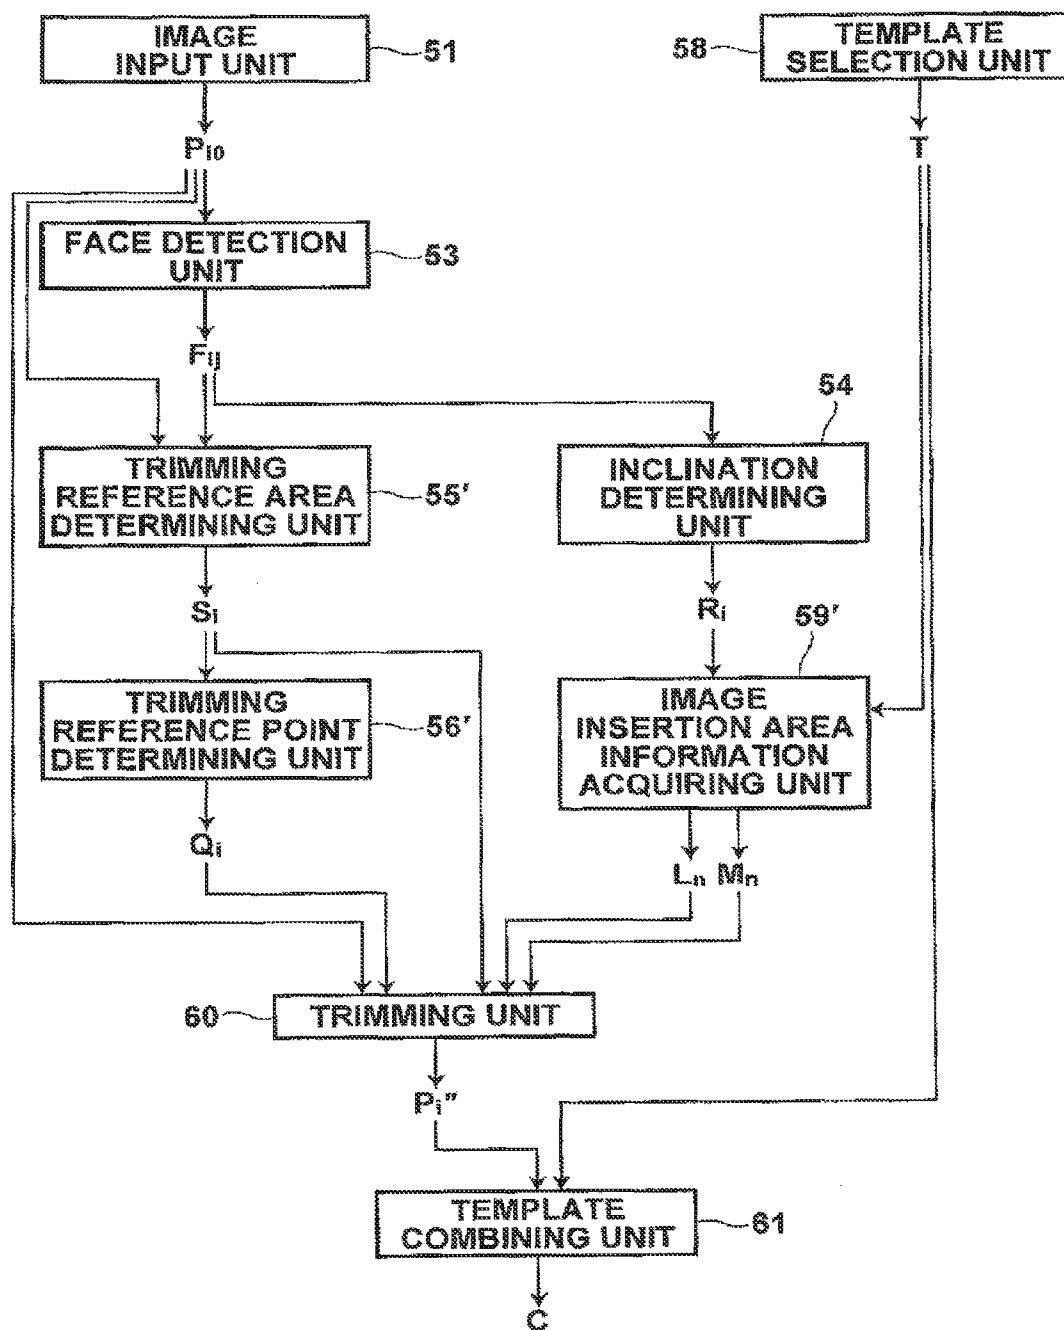 IMAGE
INPUT UNIT
51
58
TEMPLATE
SELECTION UNIT
Pi0
T
FACE DETECTION
UNIT
53
Fij
54
TRIMMING
REFERENCE AREA
DETERMINING UNIT
55′
INCLINATION
DETERMINING
UNIT
Si
Ri
59′
TRIMMING
REFERENCE POINT
DETERMINING UNIT
56′
IMAGE
INSERTION AREA
INFORMATION
ACQUIRING UNIT
Qi
Ln Mn
60
TRIMMING UNIT
Pi″
TEMPLATE
COMBINING UNIT
61
C